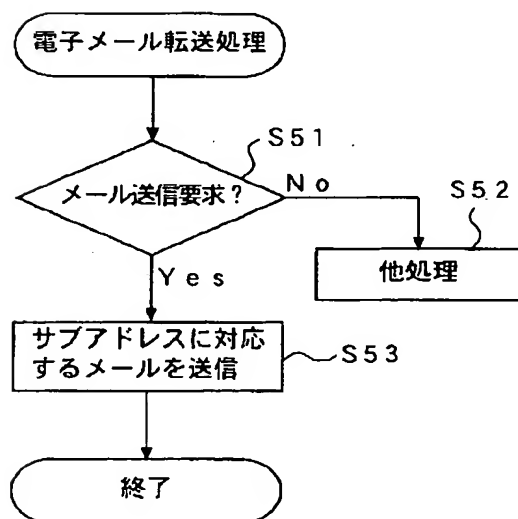 電子メール転送処理
S51
メール送信要求?
No
S52
他処理
Yes
サブアドレスに対応
するメールを送信
S53
終了